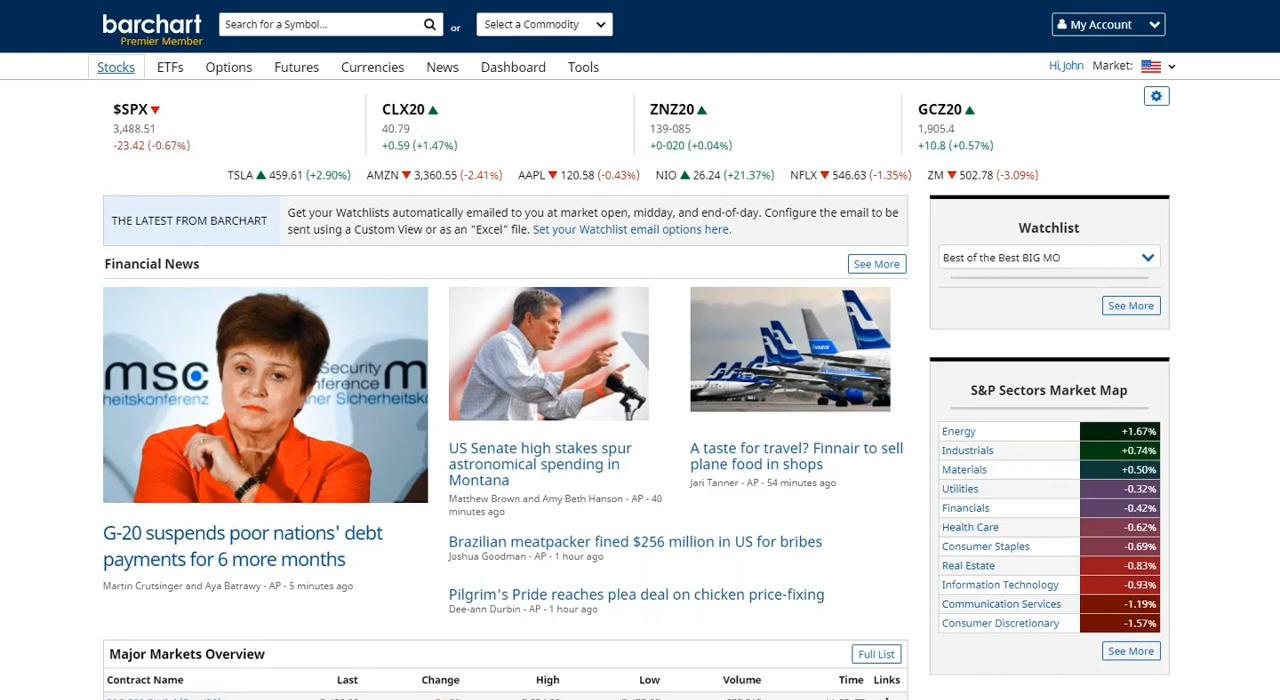 barchart
Premier Member
Search for a Symbol...
or
Select a Commodity
My Account
Stocks ETFs Options Futures Currencies News Dashboard Tools
Hi, John Market:
$SPX
3,488.51
-23.42 (-0.67%)
CLX20
40.79
+0.59 (+1.47%)
ZNZ20
139-085
+0-020 (+0.04%)
GCZ20
1,905.4
+10.8 (+0.57%)
TSLA 459.61 (+2.90%) AMZN 3,360.55 (-2.41%) AAPL 120.58 (-0.43%) NIO 26.24 (+21.37%) NFLX 546.63 (-1.35%) ZM 502.78 (-3.09%)
THE LATEST FROM BARCHART
Get your Watchlists automatically emailed to you at market open, midday, and end-of-day. Configure the email to be
sent using a Custom View or as an "Excel" file. Set your Watchlist email options here.
Financial News
See More
msc
heitskonferenz
Security
nference
ner Sicherheitsk
m
G-20 suspends poor nations' debt
payments for 6 more months
Martin Crutsinger and Aya Batrawy - AP - 5 minutes ago
US Senate high stakes spur
astronomical spending in
Montana
Matthew Brown and Amy Beth Hanson - AP - 40
minutes ago
A taste for travel? Finnair to sell
plane food in shops
Jari Tanner - AP - 54 minutes ago
Brazilian meatpacker fined $256 million in US for bribes
Joshua Goodman - AP - 1 hour ago
Pilgrim's Pride reaches plea deal on chicken price-fixing
Dee-ann Durbin - AP - 1 hour ago
Major Markets Overview
Full List
Contract Name Last Change High Low Volume Time Links
Watchlist
Best of the Best BIG MO
See More
S&P Sectors Market Map
Energy +1.67%
Industrials +0.74%
Materials +0.50%
Utilities -0.32%
Financials -0.42%
Health Care -0.62%
Consumer Staples -0.69%
Real Estate -0.83%
Information Technology -0.93%
Communication Services -1.19%
Consumer Discretionary -1.57%
See More